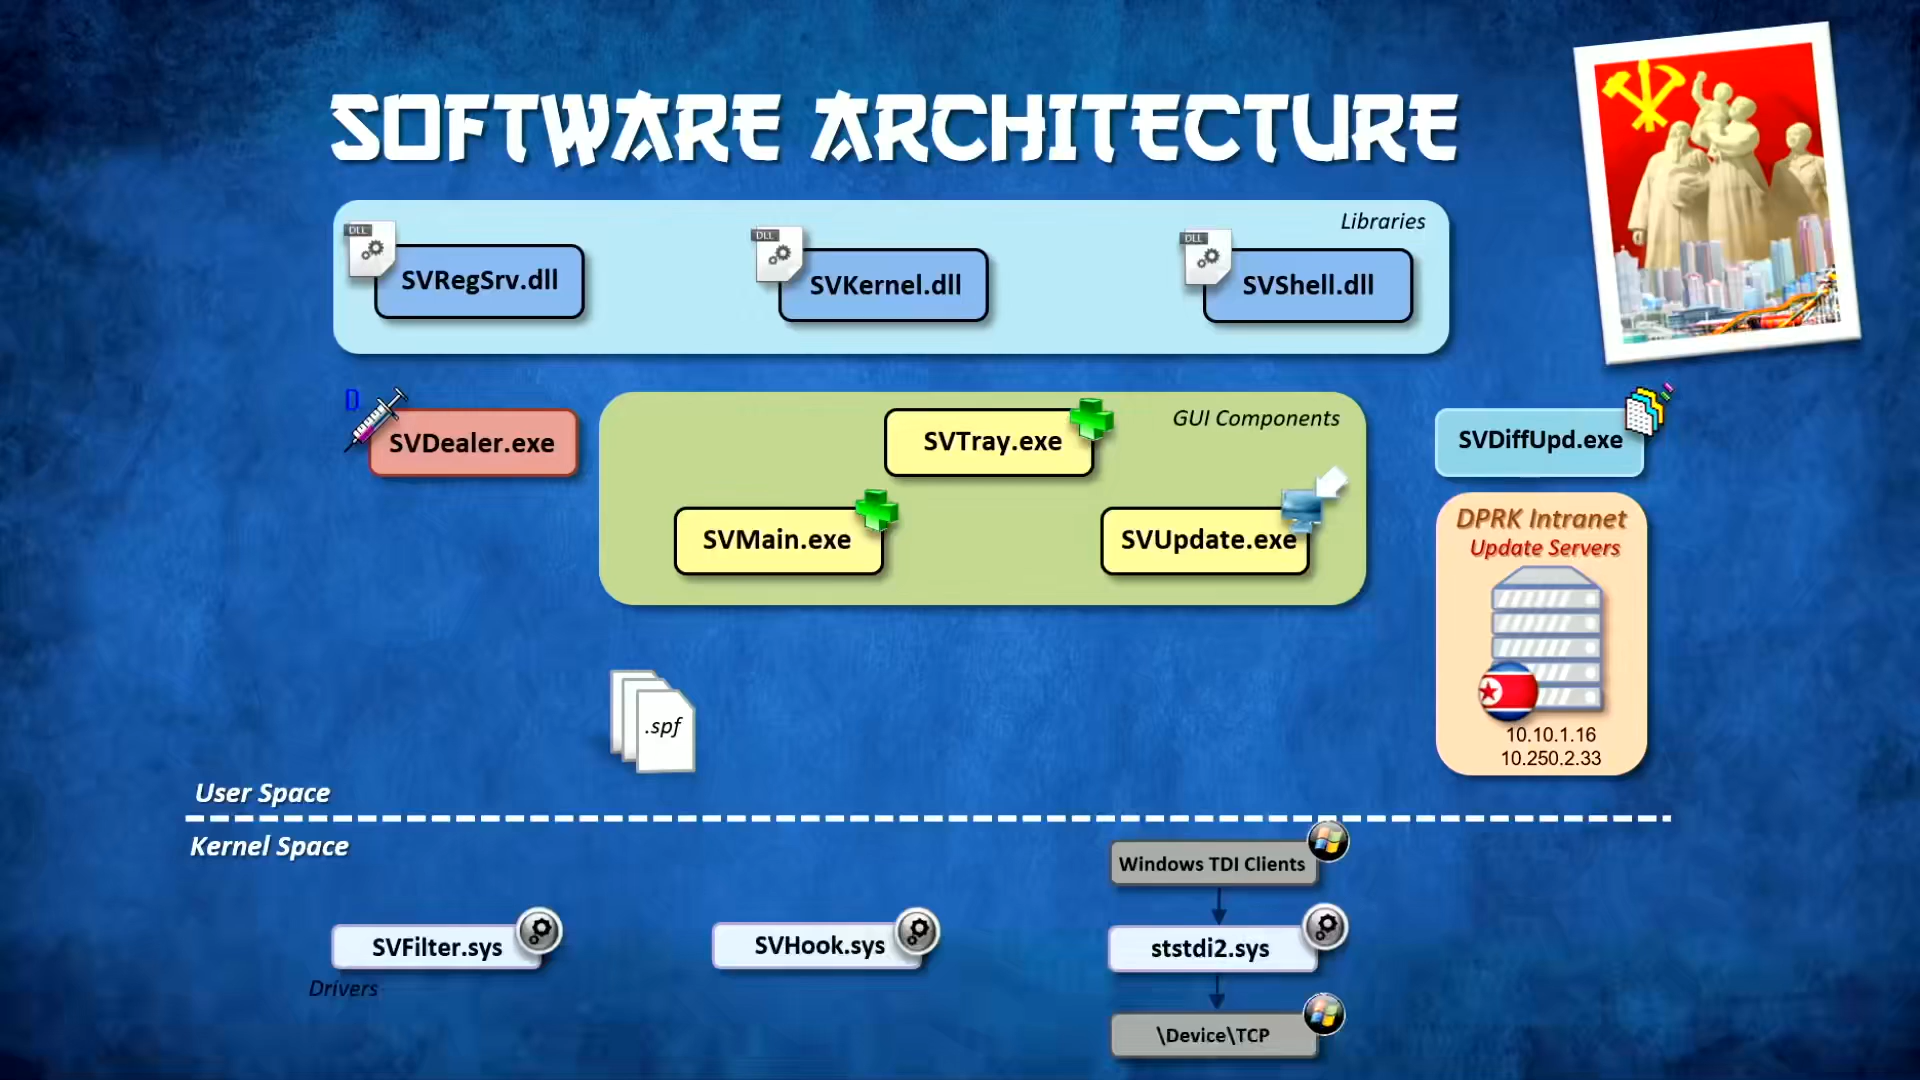 SOFTWARE ARCHITECTURE
Libraries
DLL
SVRegSrv.dll
DLL
SVKernel.dll
DLL
SVShell.dll
SVDealer.exe
GUI Components
SVTray.exe
SVMain.exe
SVUpdate.exe
SVDiffUpd.exe
DPRK Intranet
Update Servers
10.10.1.16
10.250.2.33
.spf
User Space
Kernel Space
Windows TDI Clients
SVFilter.sys
SVHook.sys
ststdi2.sys
Drivers
\Device\TCP